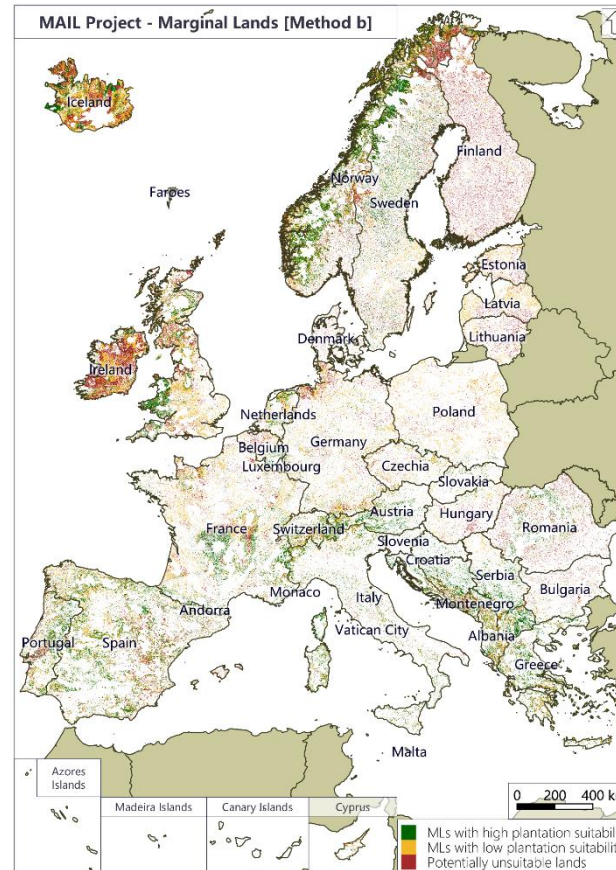 MAIL Project - Marginal Lands [Method b]
Iceland
Faroes
Norway
Finland
Sweden
Estonia
Latvia
Lithuania
Denmark
Ireland
Netherlands
Poland
Germany
Belgium
Luxembourg
Czechia
Slovakia
Austria
Hungary
France
Switzerland
Romania
Slovenia
Croatia
Serbia
Monaco
Andorra
Italy
Bulgaria
Montenegro
Vatican City
Portugal
Spain
Albania
Greece
Malta
Azores
Islands
Madeira Islands
Canary Islands
Cyprus
0 200 400 k
MLs with high plantation suitabil
MLs with low plantation suitabilit
Potentially unsuitable lands